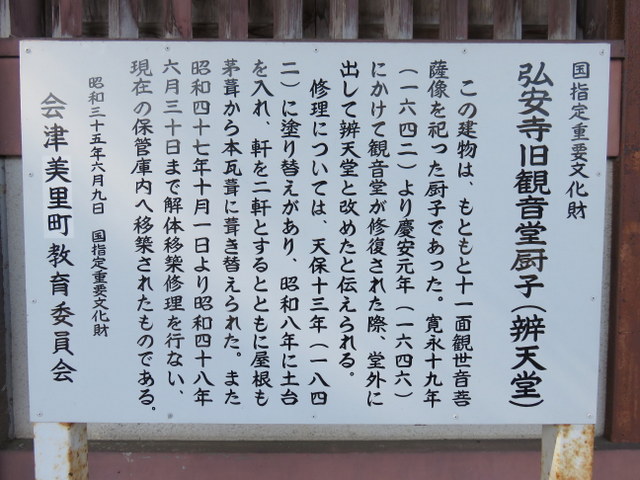 国指定重要文化財
弘安寺旧観音堂厨子(辨天堂)
この建物は、もともと十一面観世音菩
薩像を祀った厨子であった。寛永十九年
(一六四二)より慶安元年(一六四六)
にかけて観音堂が修復された際、堂外に
出して辨天堂と改めたと伝えられる。
修理については、天保十三年(一八四
二)に塗り替えがあり、昭和八年に土台
を入れ、軒を二軒とするとともに屋根も
茅葺から本瓦葺に葺き替えられた。また
昭和四十七年十月一日より昭和四十八年
六月三十日まで解体移築修理を行ない、
現在の保管庫内へ移築されたものである。
昭和三十五年六月九日 国指定重要文化財
会津美里町教育委員会